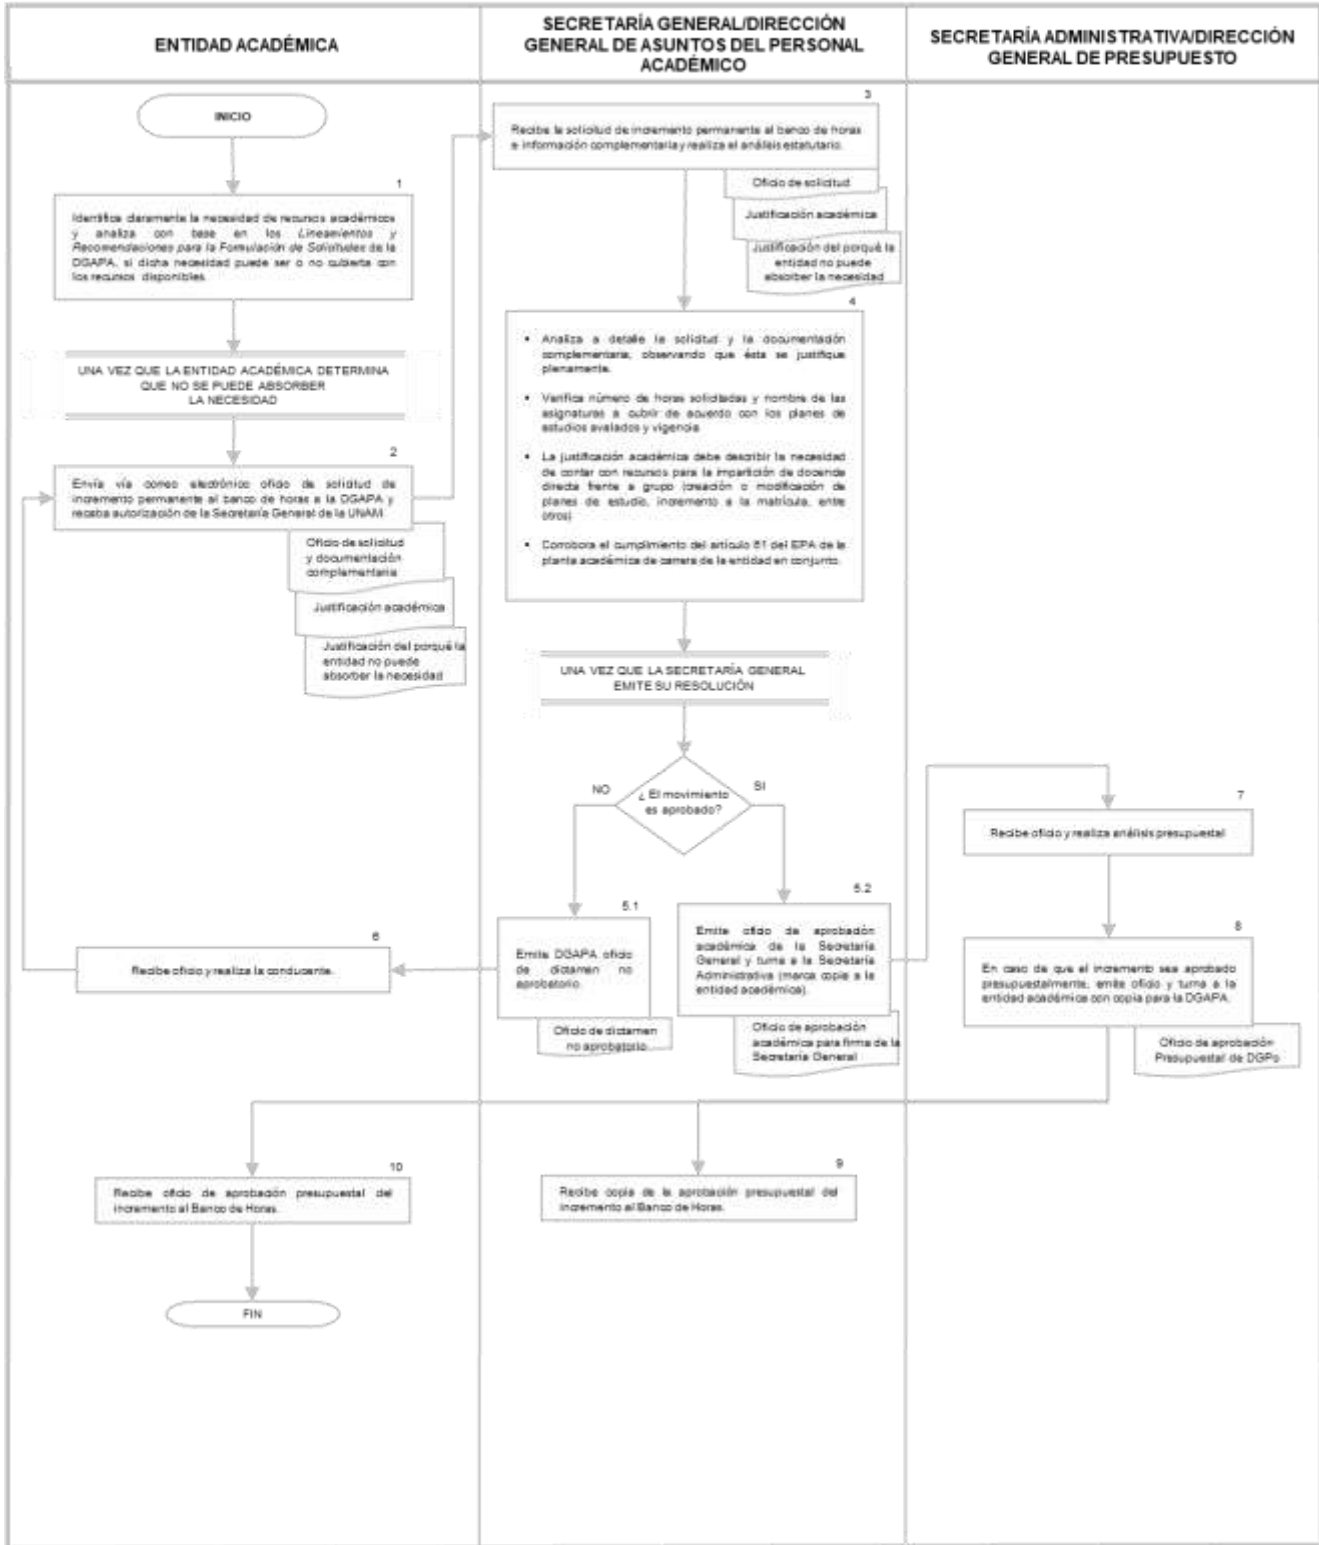 ENTIDAD ACADÉMICA
SECRETARÍA GENERAL/DIRECCIÓN
GENERAL DE ASUNTOS DEL PERSONAL
ACADÉMICO
SECRETARÍA ADMINISTRATIVA/DIRECCIÓN
GENERAL DE PRESUPUESTO
INICIO
1
Identifica claramente la necesidad de recursos académicos
y analiza con base en los Lineamientos y
Recomendaciones para la Formulación de Solicitudes de la
DGAPA, si dicha necesidad puede ser o no cubierta con
los recursos disponibles.
UNA VEZ QUE LA ENTIDAD ACADÉMICA DETERMINA
QUE NO SE PUEDE ABSORBER
LA NECESIDAD
2
Envía vía correo electrónico oficio de solicitud de
incremento permanente al banco de horas a la DGAPA y
recaba autorización de la Secretaría General de la UNAM.
Oficio de solicitud
y documentación
complementaria
Justificación académica
Justificación del porqué la
entidad no puede
absorber la necesidad
3
Recibe la solicitud de incremento permanente al banco de horas
e información complementaria y realiza el análisis estatutario.
Oficio de solicitud
Justificación académica
Justificación del porqué la
entidad no puede
absorber la necesidad
4
• Analiza a detalle la solicitud y la documentación
complementaria, observando que ésta se justifique
plenamente.
• Verifica número de horas solicitadas y nombre de las
asignaturas a cubrir de acuerdo con los planes de
estudios avalados y vigencia.
• La justificación académica debe describir la necesidad
de contar con recursos para la impartición de docencia
directa frente a grupo (creación o modificación de
planes de estudio, incremento a la matrícula, entre
otros)
• Corrobora el cumplimiento del artículo 61 del EPA de la
planta académica de carrera de la entidad en conjunto.
UNA VEZ QUE LA SECRETARÍA GENERAL
EMITE SU RESOLUCIÓN
¿ El movimiento
es aprobado?
NO
SI
5.1
Emite DGAPA oficio
de dictamen no
aprobatorio.
Oficio de dictamen
no aprobatorio
5.2
Emite oficio de aprobación
académica de la Secretaría
General y turna a la Secretaría
Administrativa (marca copia a la
entidad académica).
Oficio de aprobación
académica para firma de la
Secretaría General
6
Recibe oficio y realiza la conducente.
7
Recibe oficio y realiza análisis presupuestal
8
En caso de que el incremento sea aprobado
presupuestalmente, emite oficio y turna a la
entidad académica con copia para la DGAPA.
Oficio de aprobación
Presupuestal de DGPo
9
Recibe copia de la aprobación presupuestal del
incremento al Banco de Horas.
10
Recibe oficio de aprobación presupuestal del
incremento al Banco de Horas.
FIN